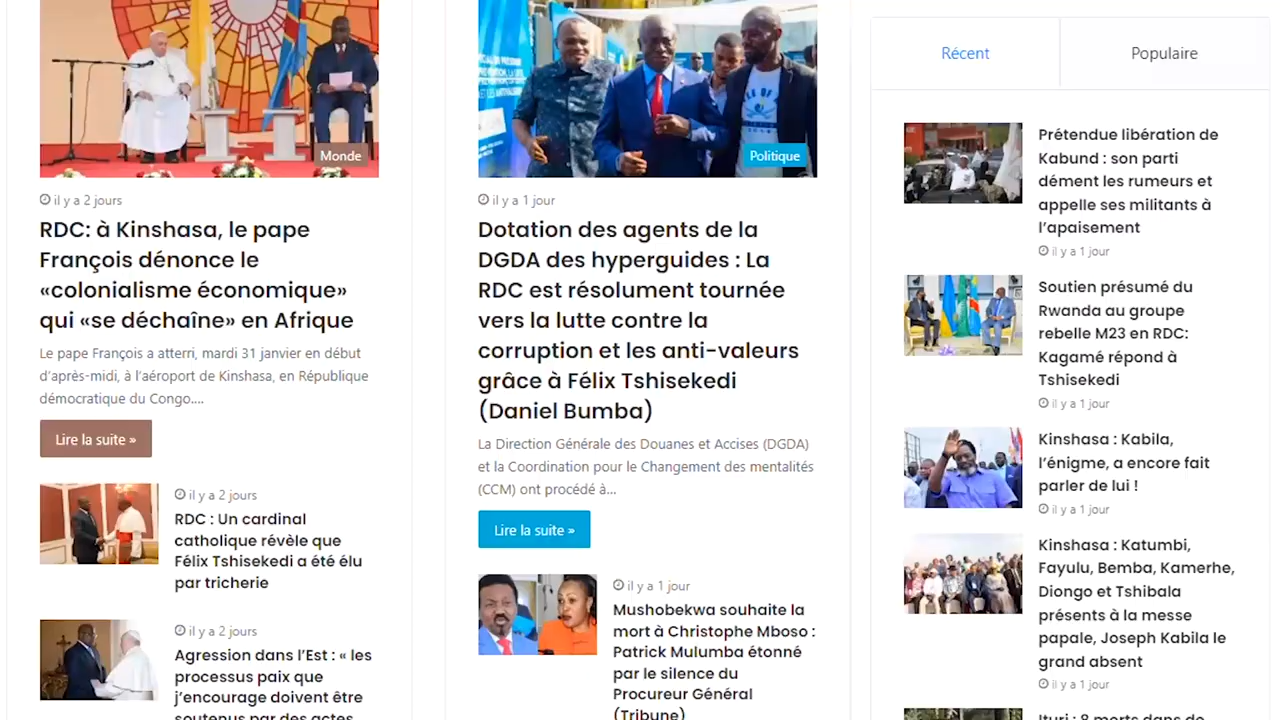 Monde
il y a 2 jours
RDC: à Kinshasa, le pape
François dénonce le
«colonialisme économique»
qui «se déchaîne» en Afrique
Le pape François a atterri, mardi 31 janvier en début
d’après-midi, à l’aéroport de Kinshasa, en République
démocratique du Congo....
Lire la suite »
il y a 2 jours
RDC : Un cardinal
catholique révèle que
Félix Tshisekedi a été élu
par tricherie
il y a 2 jours
Agression dans l’Est : « les
processus paix que
j’encourage doivent être
soutenus par des actes
Politique
il y a 1 jour
Dotation des agents de la
DGDA des hyperguides : La
RDC est résolument tournée
vers la lutte contre la
corruption et les anti-valeurs
grâce à Félix Tshisekedi
(Daniel Bumba)
La Direction Générale des Douanes et Accises (DGDA)
et la Coordination pour le Changement des mentalités
(CCM) ont procédé à...
Lire la suite »
il y a 1 jour
Mushobekwa souhaite la
mort à Christophe Mboso :
Patrick Mulumba étonné
par le silence du
Procureur Général
(Tribune)
Récent
Populaire
Prétendue libération de
Kabund : son parti
dément les rumeurs et
appelle ses militants à
l’apaisement
il y a 1 jour
Soutien présumé du
Rwanda au groupe
rebelle M23 en RDC:
Kagamé répond à
Tshisekedi
il y a 1 jour
Kinshasa : Kabila,
l’énigme, a encore fait
parler de lui !
il y a 1 jour
Kinshasa : Katumbi,
Fayulu, Bemba, Kamerhe,
Diongo et Tshibala
présents à la messe
papale, Joseph Kabila le
grand absent
il y a 1 jour
Ituri : 8 morts dans de